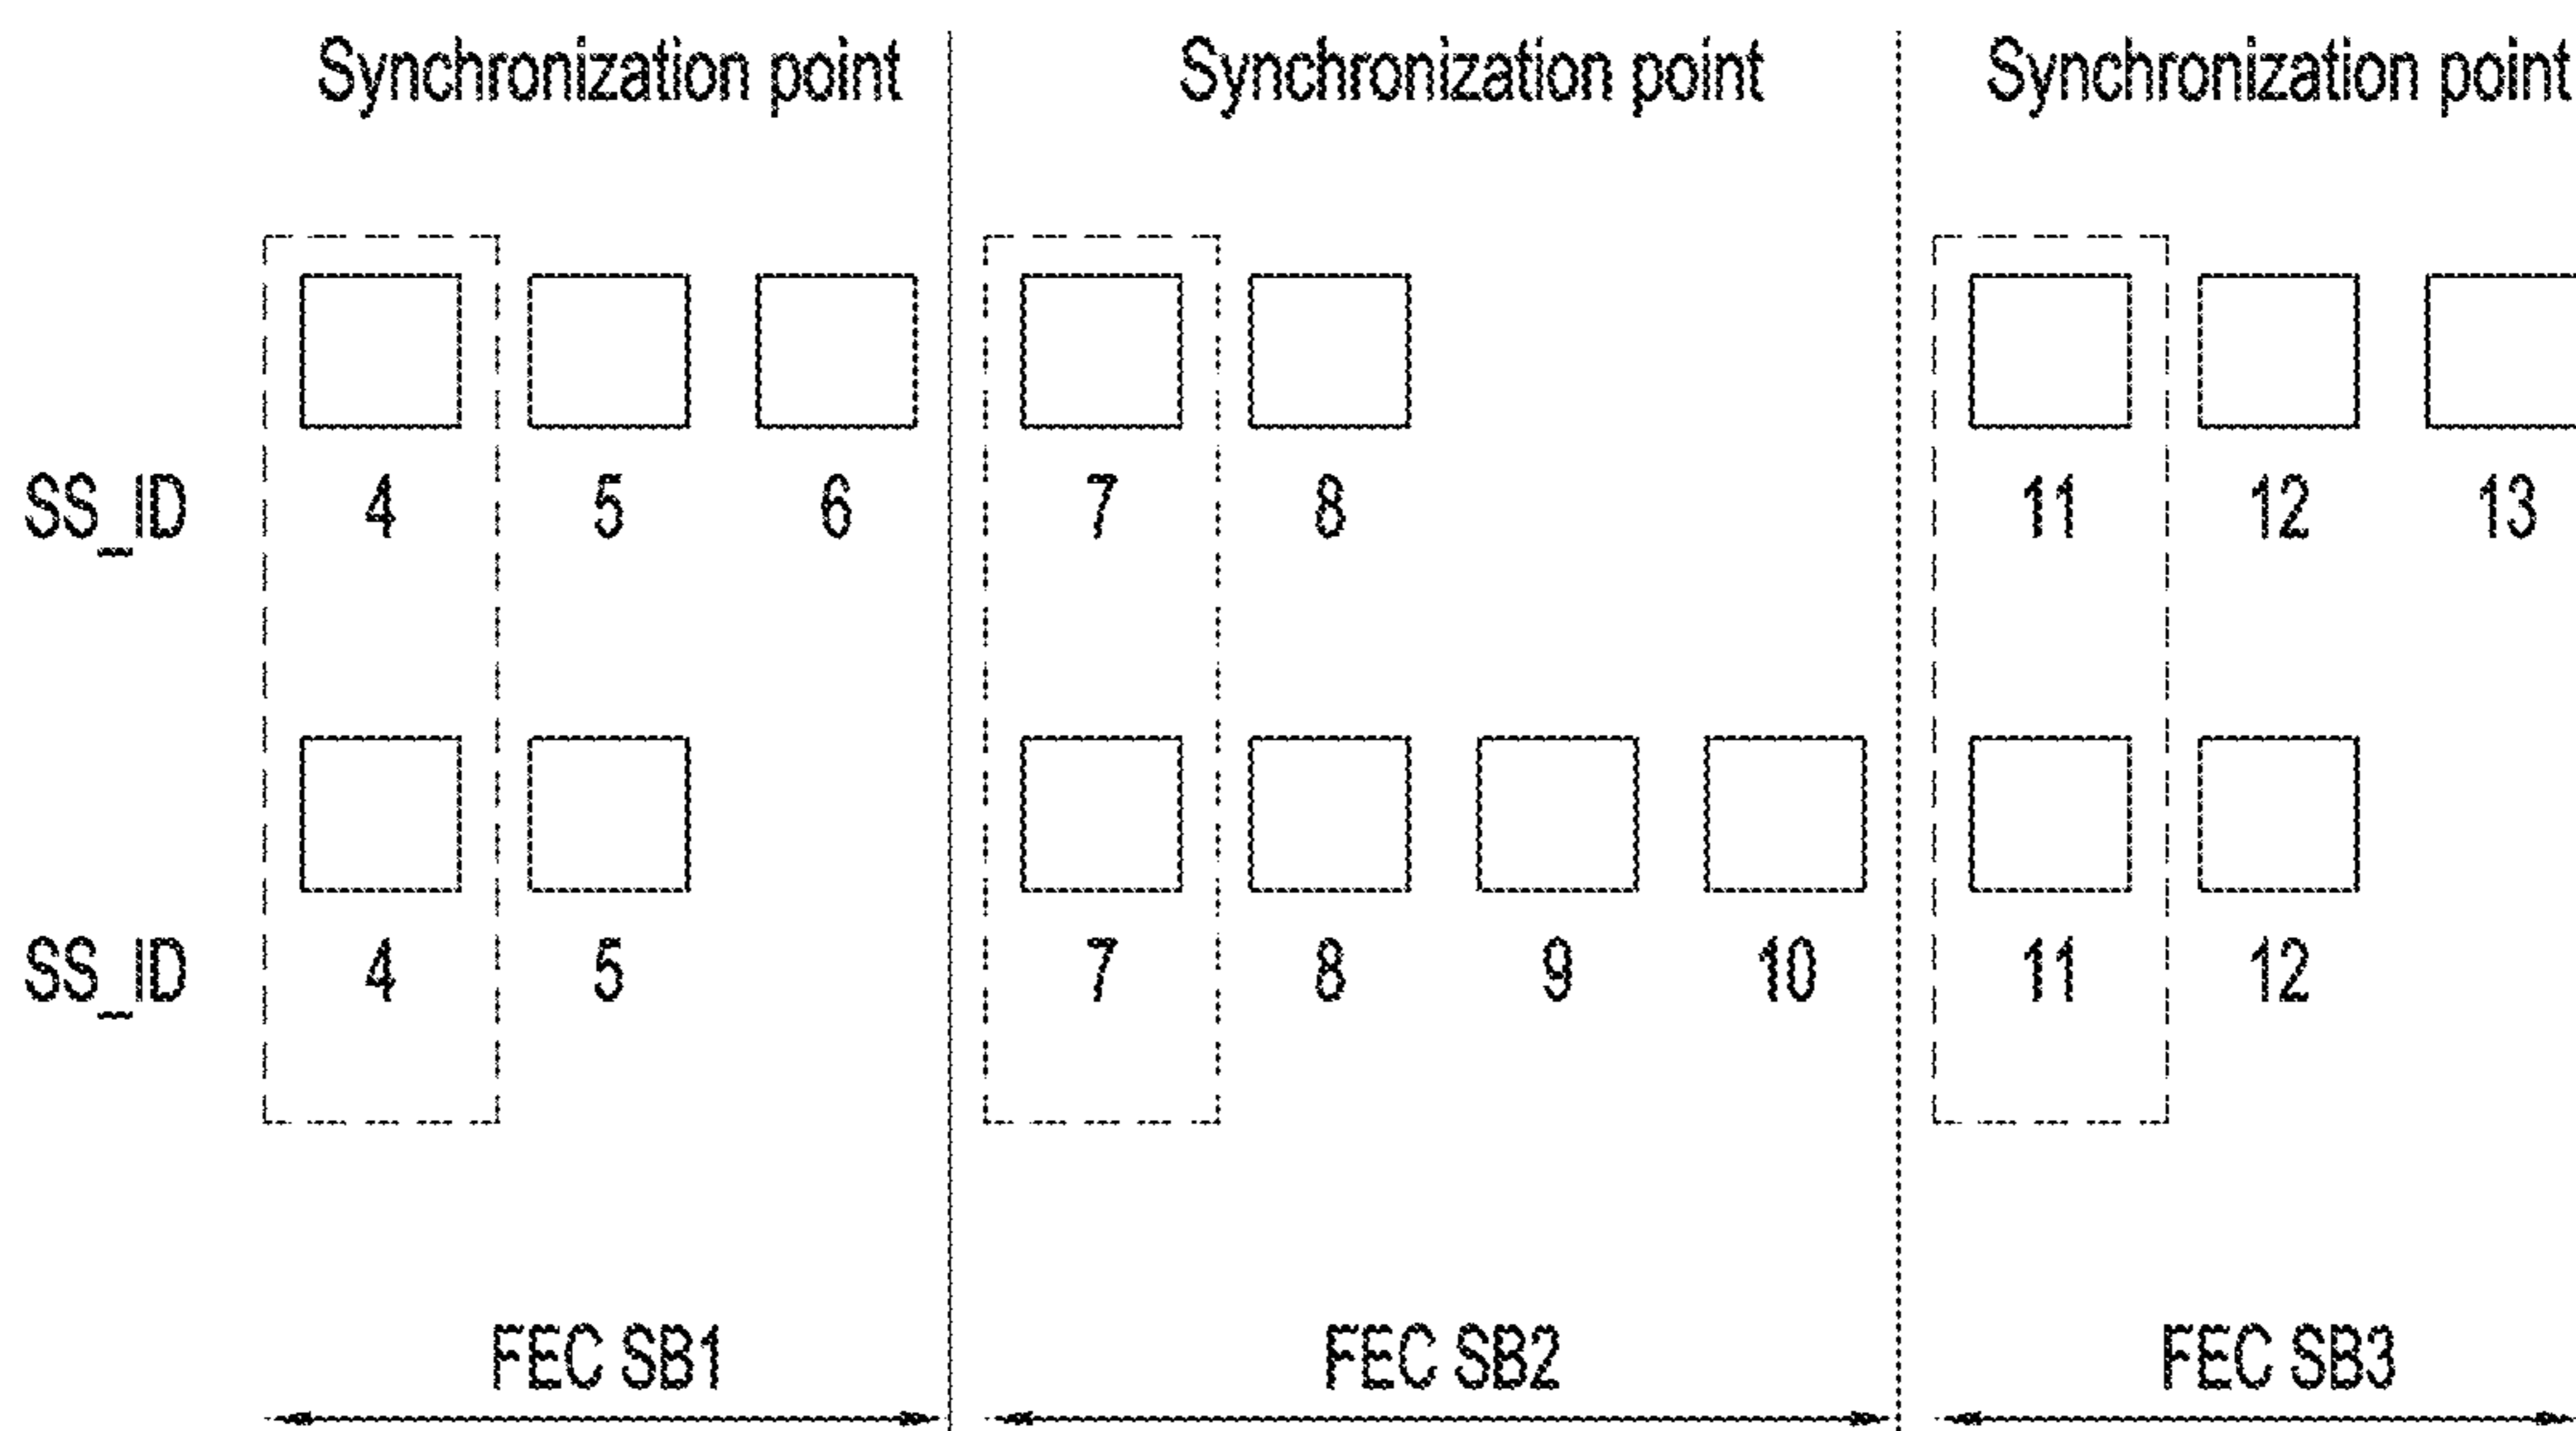 Synchronization point Synchronization point Synchronization point
SS_ID 4 5 6 7 8 11 12 13
SS_ID 4 5 7 8 9 10 11 12
FEC SB1 FEC SB2 FEC SB3